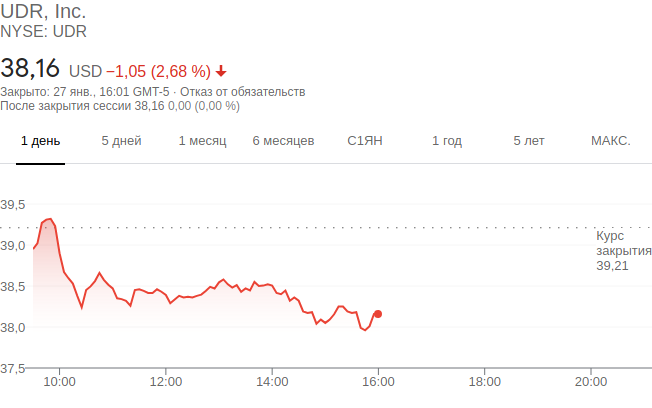 UDR, Inc.
NYSE: UDR
38,16 USD −1,05 (2,68 %)
Закрыто: 27 янв., 16:01 GMT-5 · Отказ от обязательств
После закрытия сессии 38,16 0,00 (0,00 %)
1 день 5 дней 1 месяц 6 месяцев С1ЯН 1 год 5 лет МАКС.
39,5
39,0
38,5
38,0
37,5
Курс
закрытия
39,21
10:00 12:00 14:00 16:00 18:00 20:00